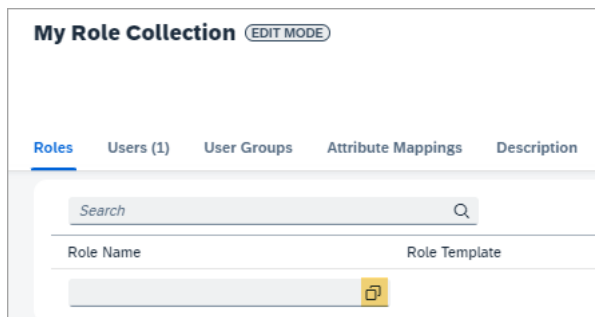 My Role Collection EDIT MODE
Roles Users (1) User Groups Attribute Mappings Description
Search
Role Name Role Template